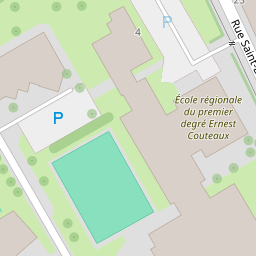 P
4
23
Rue Saint-
P
École régionale
du premier
degré Ernest
Couteaux